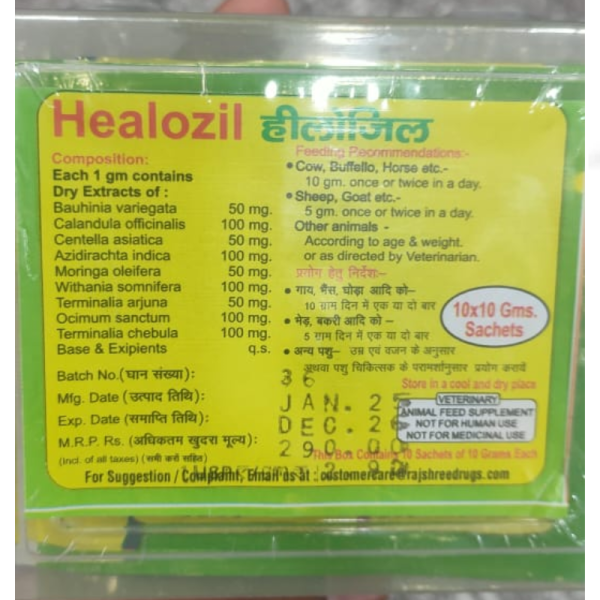 Healozil हीलोजिल
Composition:
Each 1 gm contains
Dry Extracts of :
Bauhinia variegata 50 mg.
Calandula officinalis 100 mg.
Centella asiatica 50 mg.
Azidirachta indica 100 mg.
Moringa oleifera 50 mg.
Withania somnifera 100 mg.
Terminalia arjuna 50 mg.
Ocimum sanctum 100 mg.
Terminalia chebula 100 mg.
Base & Exipients q.s.
Batch No.(घान संख्या): 36
Mfg. Date (उत्पाद तिथि): JAN. 25
Exp. Date (समाप्ति तिथि): DEC. 26
M.R.P. Rs. (अधिकतम खुदरा मूल्य): 290.00
(incl. of all taxes) (सभी करों सहित)
Feeding Recommendations:-
• Cow, Buffello, Horse etc.-
10 gm. once or twice in a day.
• Sheep, Goat etc.-
5 gm. once or twice in a day.
Other animals -
According to age & weight.
or as directed by Veterinarian.
प्रयोग हेतु निर्देश:-
• गाय, भैंस, घोड़ा आदि को-
10 ग्राम दिन में एक या दो बार
• भेड़, बकरी आदि को –
5 ग्राम दिन में एक या दो बार
• अन्य पशु– उम्र एवं वजन के अनुसार
अथवा पशु चिकित्सक के परामर्शानुसार प्रयोग करावें
10x10 Gms.
Sachets
Store in a cool and dry place
VETERINARY
ANIMAL FEED SUPPLEMENT
NOT FOR HUMAN USE
NOT FOR MEDICINAL USE
This Box Contains 10 Sachets of 10 Grams Each
For Suggestion / Complaint, Email us at : customercare@rajshreedrugs.com